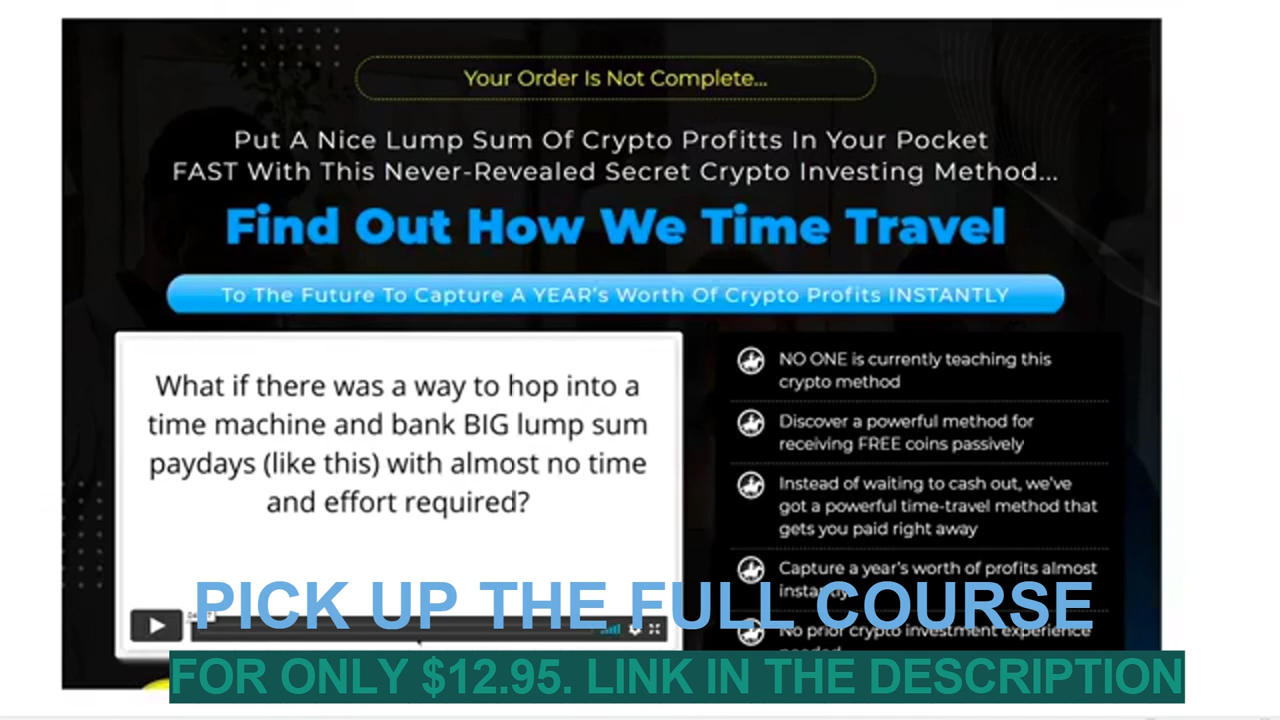 Your Order Is Not Complete...
Put A Nice Lump Sum Of Crypto Profitts In Your Pocket
FAST With This Never-Revealed Secret Crypto Investing Method...
Find Out How We Time Travel
To The Future To Capture A YEAR's Worth Of Crypto Profits INSTANTLY
What if there was a way to hop into a
time machine and bank BIG lump sum
paydays (like this) with almost no time
and effort required?
NO ONE is currently teaching this
crypto method
Discover a powerful method for
receiving FREE coins passively
Instead of waiting to cash out, we've
got a powerful time-travel method that
gets you paid right away
Capture a year's worth of profits almost
instantly
No prior crypto investment experience
PICK UP THE FULL COURSE
FOR ONLY $12.95. LINK IN THE DESCRIPTION